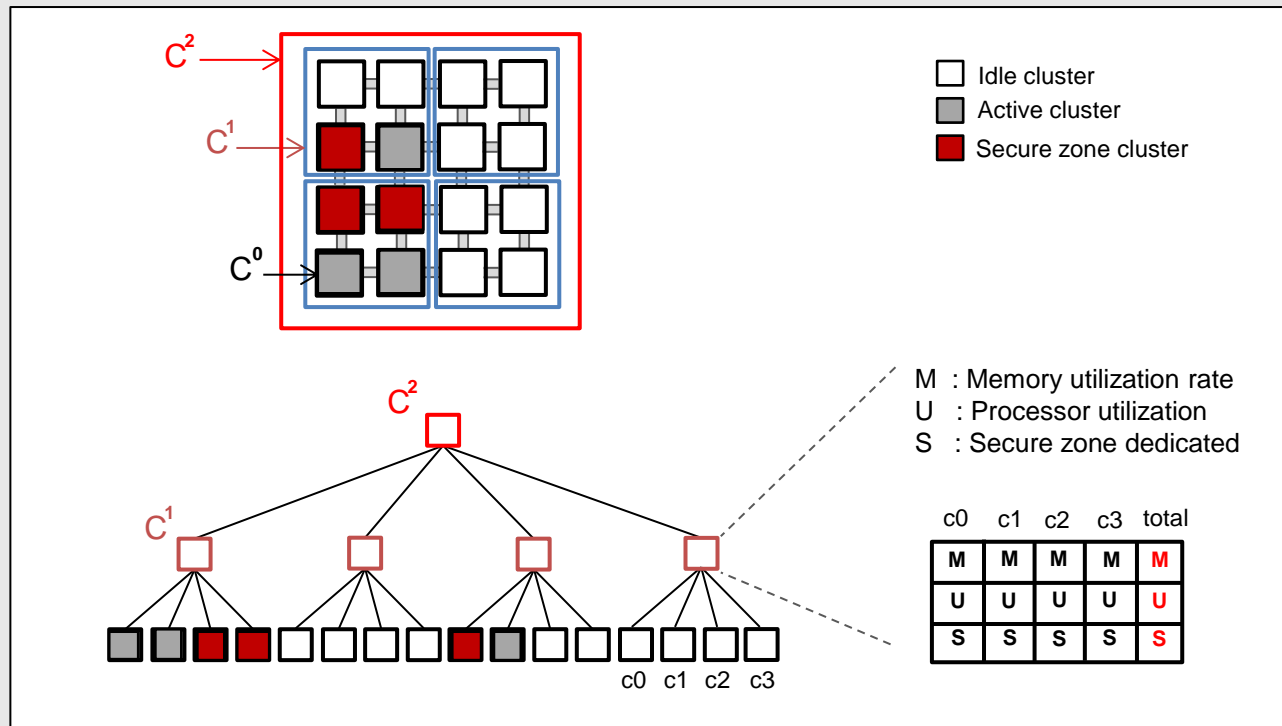 C²
C¹
C⁰
Idle cluster
Active cluster
Secure zone cluster
C²
C¹
c0 c1 c2 c3
M : Memory utilization rate
U : Processor utilization
S : Secure zone dedicated
c0 c1 c2 c3 total
M M M M M
U U U U U
S S S S S